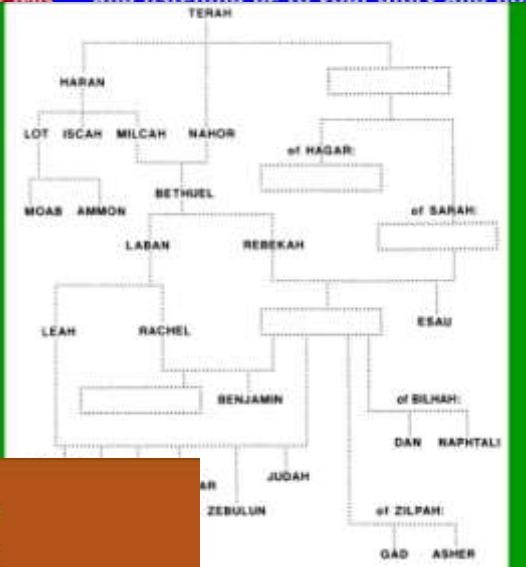 TERAH
HARAN
LOT ISCAH MILCAH NAHOR
of HAGAR:
BETHUEL
MOAB AMMON
of SARAH:
LABAN REBEKAH
ESAU
LEAH RACHEL
BENJAMIN
of BILHAH:
DAN NAPHTALI
JUDAH
AR
ZEBULUN
of ZILPAH:
GAD ASHER